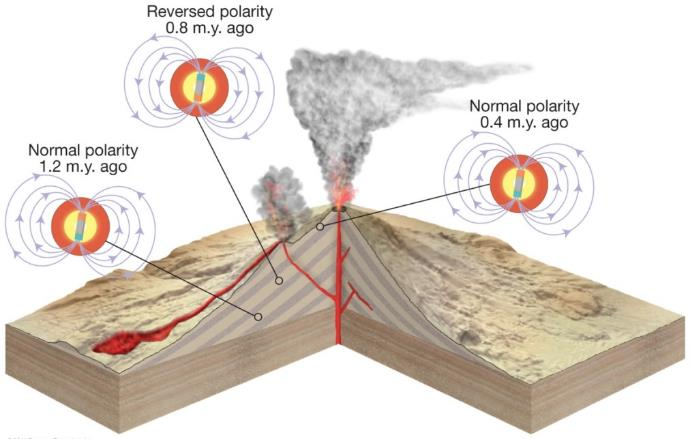 Reversed polarity
0.8 m.y. ago
Normal polarity
0.4 m.y. ago
Normal polarity
1.2 m.y. ago